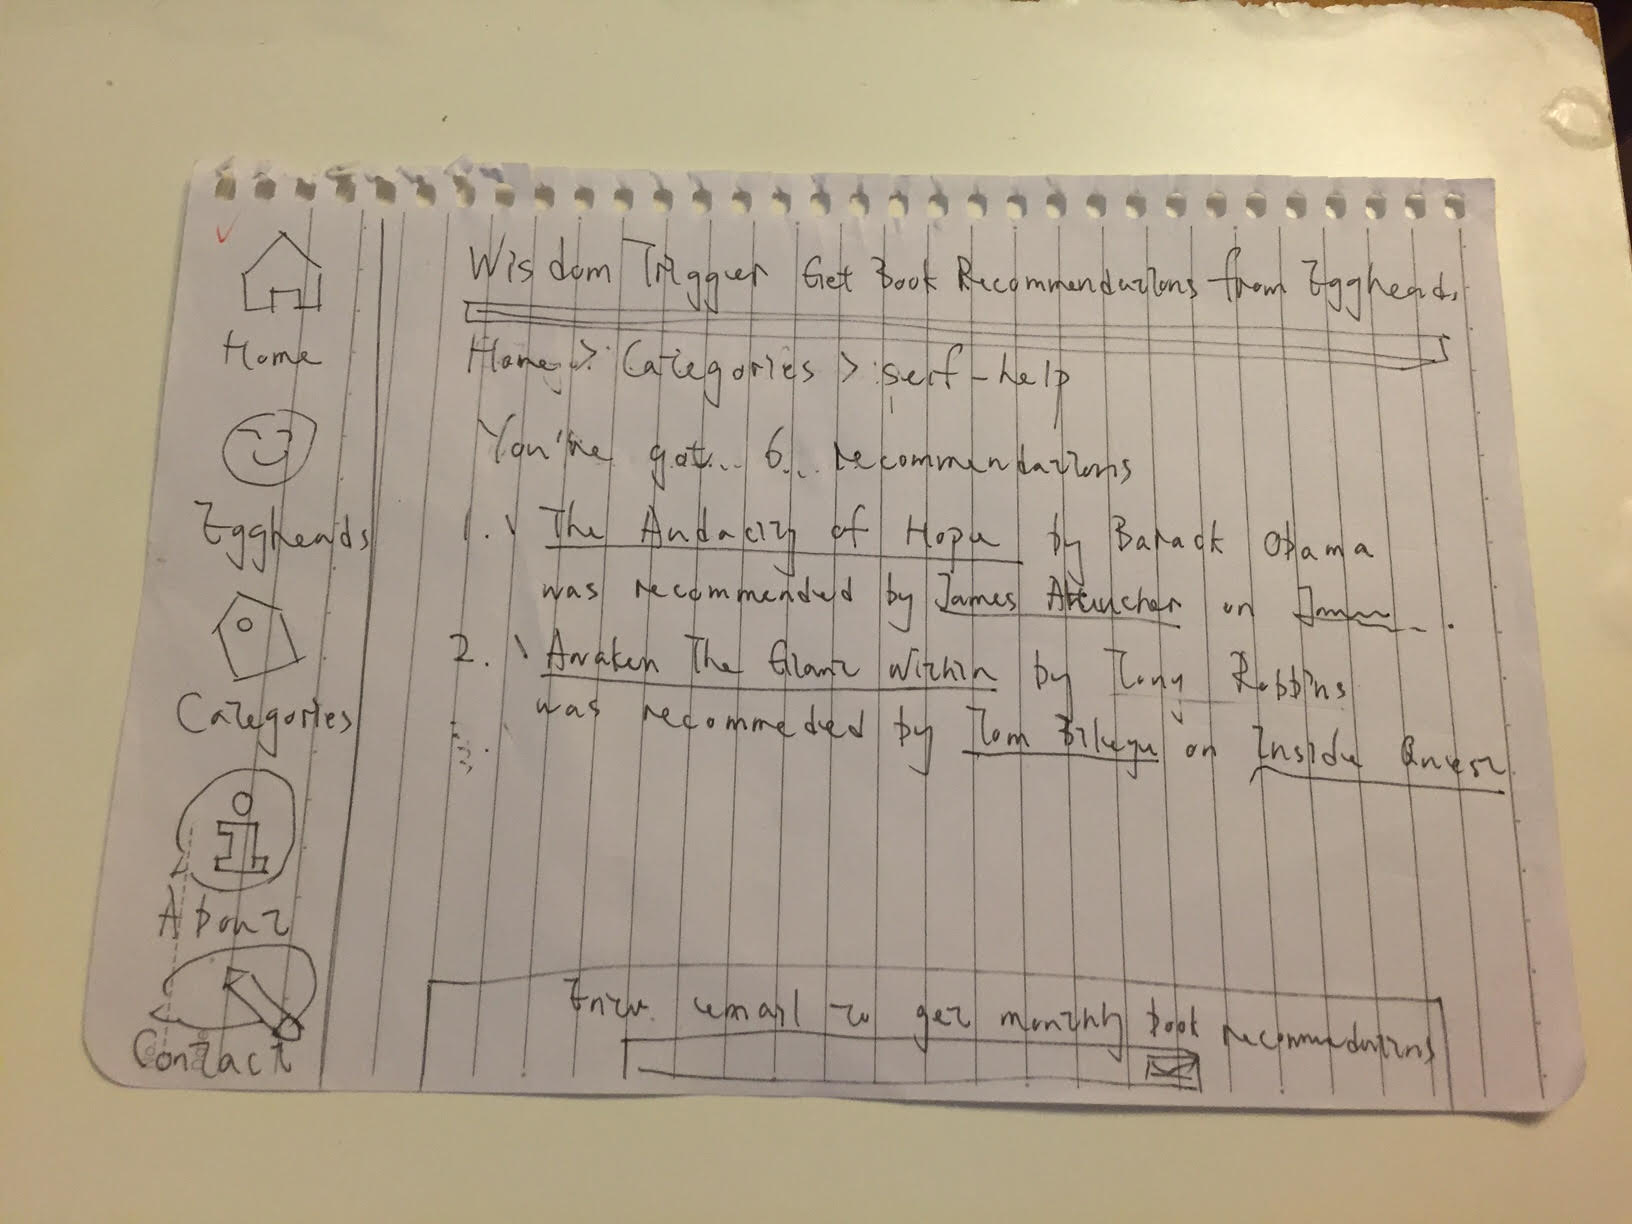 Wisdom Trigger Get Book Recommendations from Eggheads.
Home > Categories > self-help
You've got... 6... recommendations
1. The Audacity of Hope by Barack Obama
was recommended by James Altucher on
2. Awaken The Giant Within by Tony Robbins
was recommeded by Tom Bilyeu on Inside Quest
Enter email to get monthly book recommendations
Home
Eggheads
Categories
About
Contact